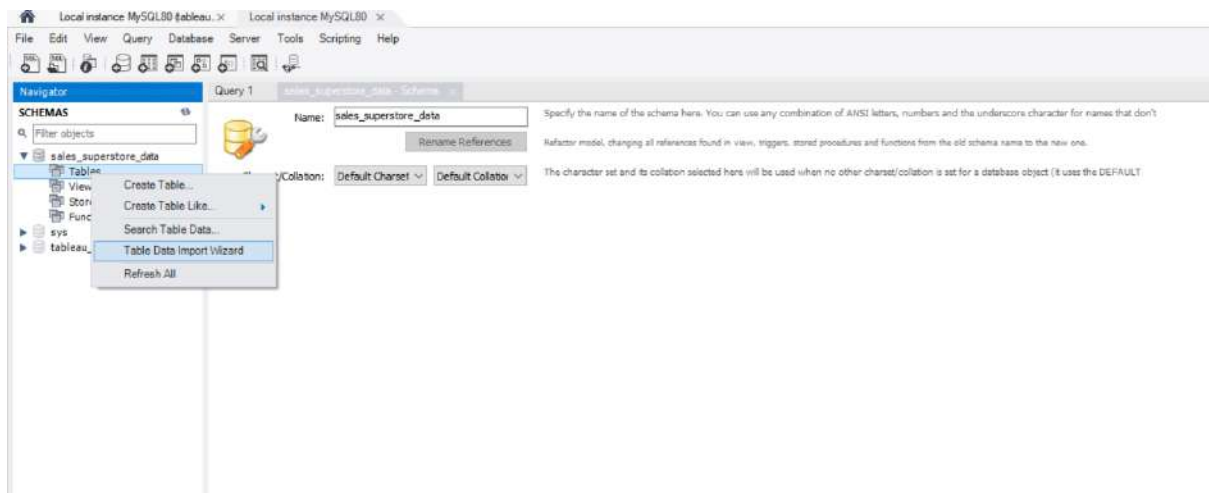 Local instance MySQL80 (tableau... × Local instance MySQL80 ×
File Edit View Query Database Server Tools Scripting Help
Navigator
Query 1 sales_superstore_data - Schema ×
SCHEMAS
Filter objects
sales_superstore_data
Tables
View
Stor
Func
sys
tableau_
Create Table...
Create Table Like...
Search Table Data...
Table Data Import Wizard
Refresh All
Name: sales_superstore_data Specify the name of the schema here. You can use any combination of ANSI letters, numbers and the underscore character for names that don't
Rename References Refactor model, changing all references found in view, triggers, stored procedures and functions from the old schema name to the new one.
/Collation: Default Charset Default Collation The character set and its collation selected here will be used when no other charset/collation is set for a database object (it uses the DEFAULT